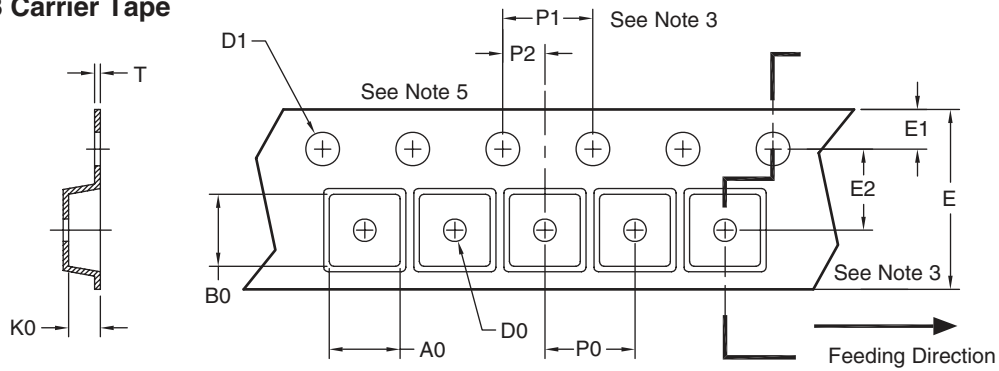 Carrier Tape
P1
See Note 3
D1
P2
T
See Note 5
E1
E2
E
B0
See Note 3
K0
D0
A0
P0
Feeding Direction